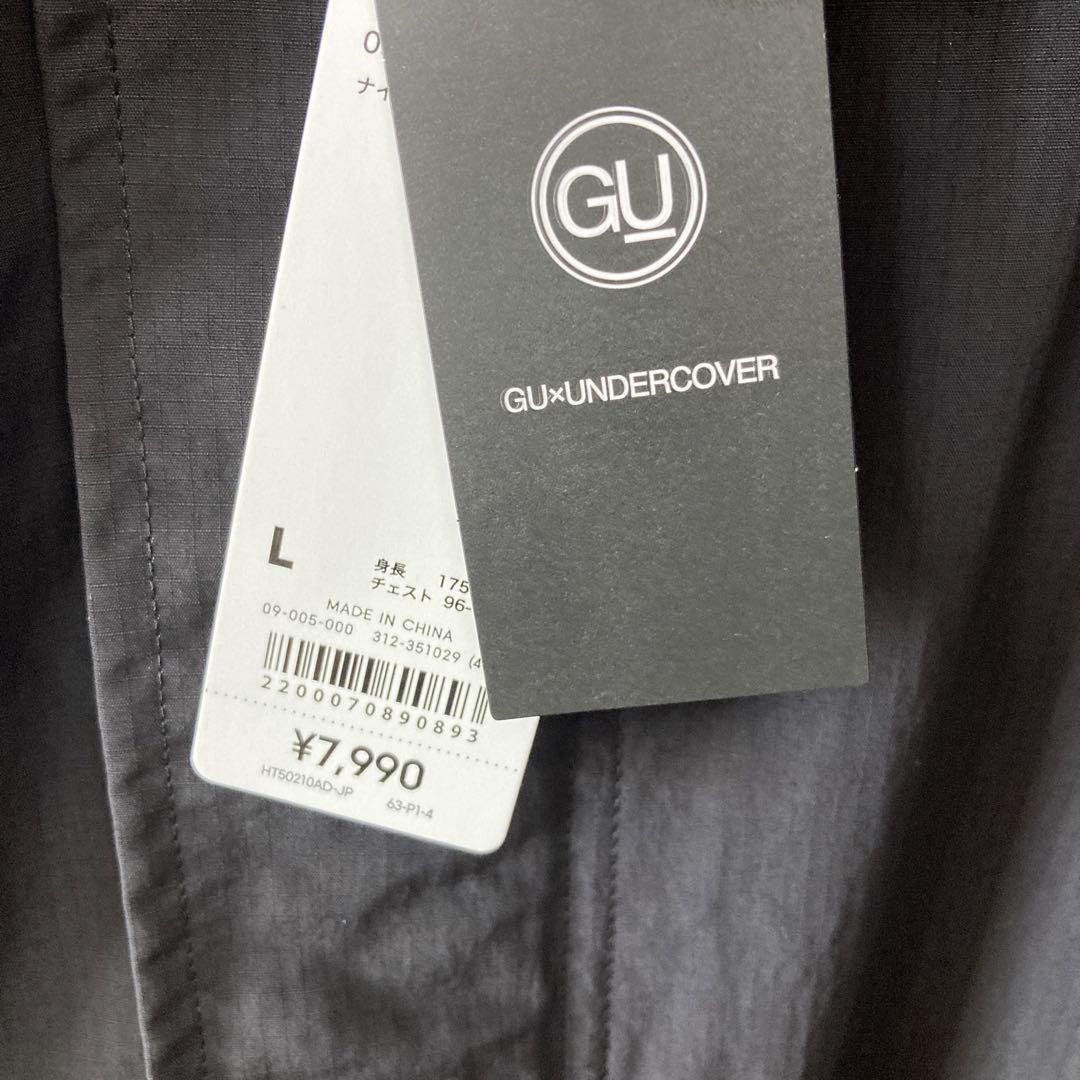 GU
GU×UNDERCOVER
L
身長 175
チェスト 96-
MADE IN CHINA
09-005-000 312-351029 (4
2200070890893
¥7,990
HT50210AD-JP 63-P1-4